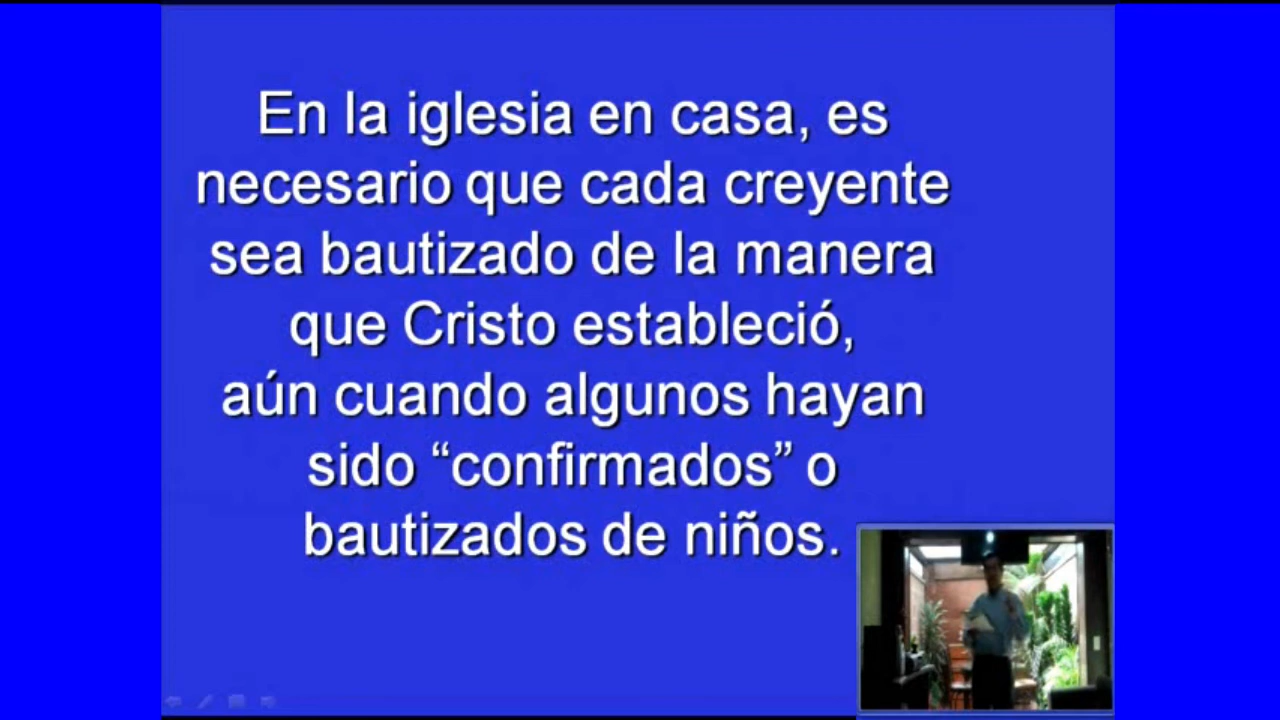 En la iglesia en casa, es
necesario que cada creyente
sea bautizado de la manera
que Cristo estableció,
aún cuando algunos hayan
sido “confirmados” o
bautizados de niños.